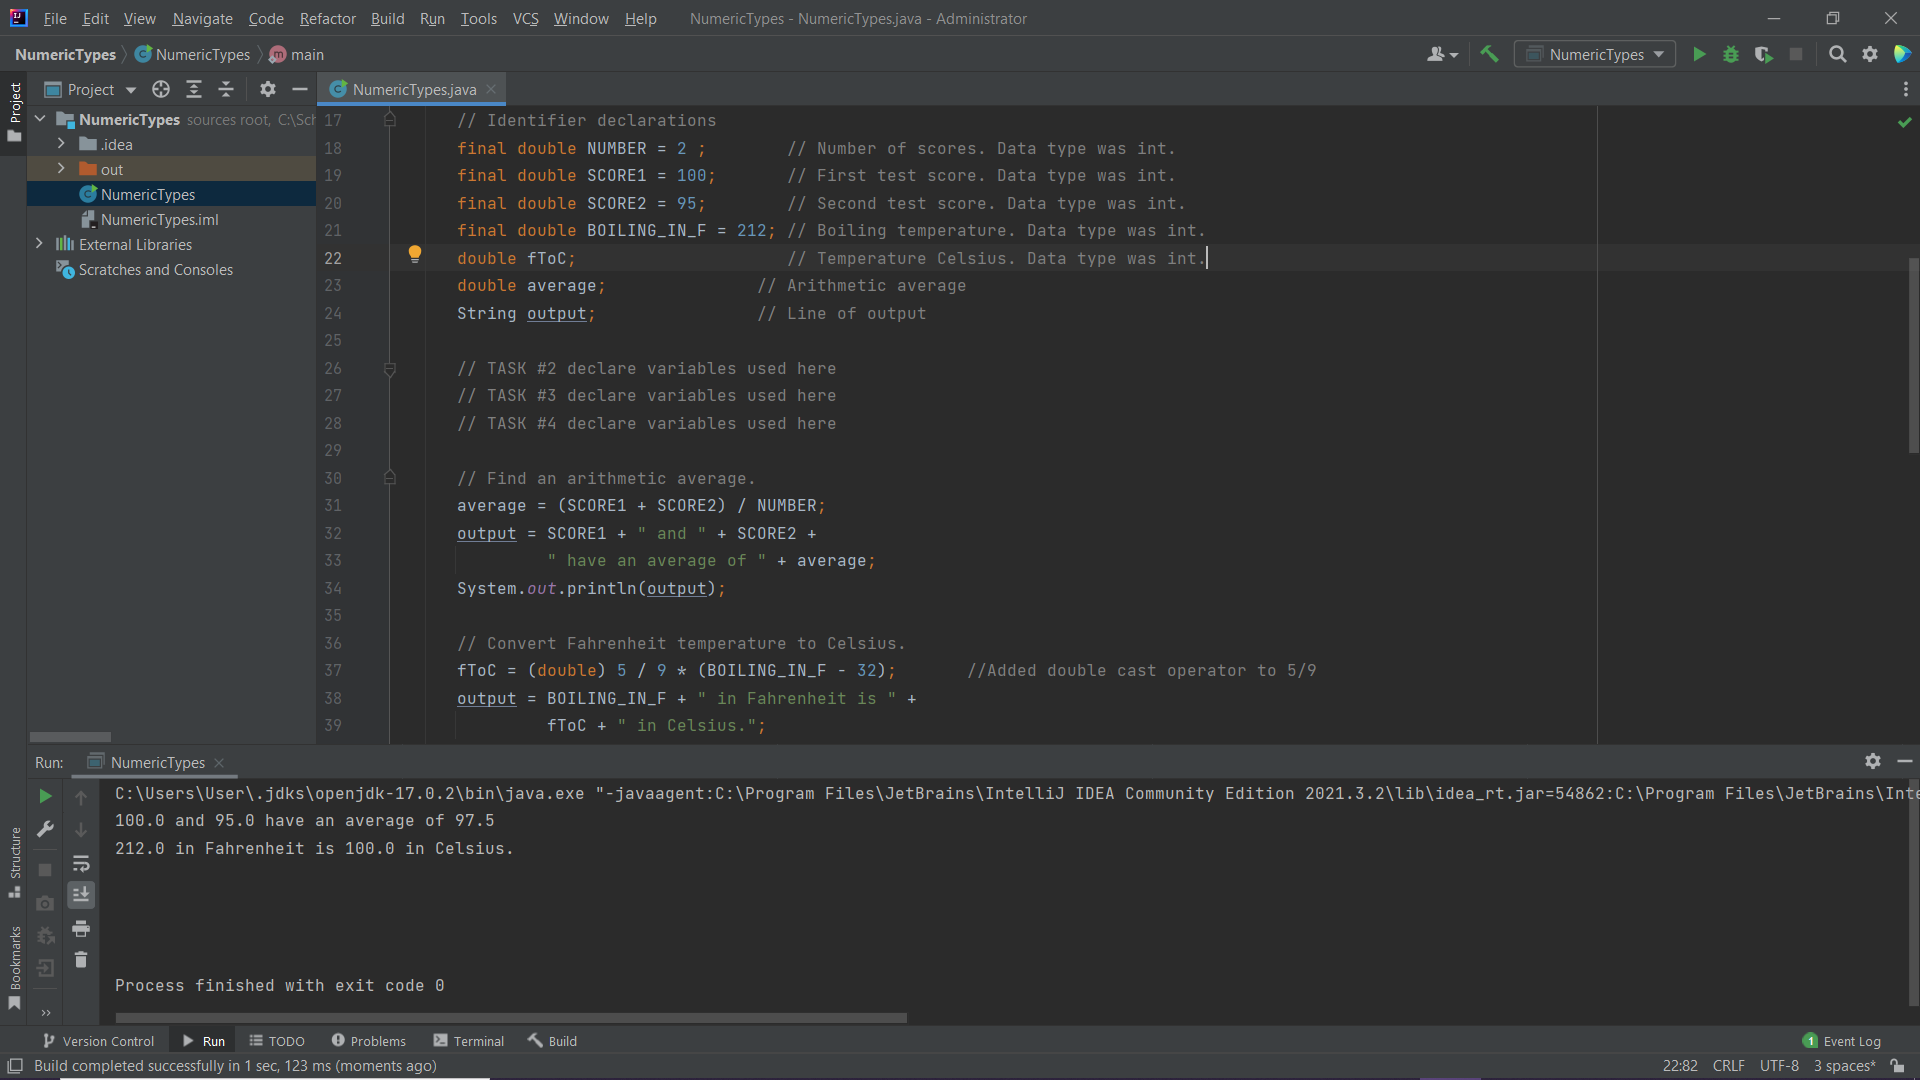 File Edit View Navigate Code Refactor Build Run Tools VCS Window Help NumericTypes - NumericTypes.java - Administrator
NumericTypes NumericTypes main NumericTypes
Project
Project NumericTypes.java
NumericTypes sources root, C:\Sch
.idea
out
NumericTypes
NumericTypes.iml
External Libraries
Scratches and Consoles
17 // Identifier declarations
18 final double NUMBER = 2 ; // Number of scores. Data type was int.
19 final double SCORE1 = 100; // First test score. Data type was int.
20 final double SCORE2 = 95; // Second test score. Data type was int.
21 final double BOILING_IN_F = 212; // Boiling temperature. Data type was int.
22 double fToC; // Temperature Celsius. Data type was int.
23 double average; // Arithmetic average
24 String output; // Line of output
25
26 // TASK #2 declare variables used here
27 // TASK #3 declare variables used here
28 // TASK #4 declare variables used here
29
30 // Find an arithmetic average.
31 average = (SCORE1 + SCORE2) / NUMBER;
32 output = SCORE1 + " and " + SCORE2 +
33 " have an average of " + average;
34 System.out.println(output);
35
36 // Convert Fahrenheit temperature to Celsius.
37 fToC = (double) 5 / 9 * (BOILING_IN_F - 32); //Added double cast operator to 5/9
38 output = BOILING_IN_F + " in Fahrenheit is " +
39 fToC + " in Celsius.";
Run: NumericTypes
C:\Users\User\.jdks\openjdk-17.0.2\bin\java.exe "-javaagent:C:\Program Files\JetBrains\IntelliJ IDEA Community Edition 2021.3.2\lib\idea_rt.jar=54862:C:\Program Files\JetBrains\Inte
100.0 and 95.0 have an average of 97.5
212.0 in Fahrenheit is 100.0 in Celsius.
Process finished with exit code 0
Structure
Bookmarks
Version Control Run TODO Problems Terminal Build 1 Event Log
Build completed successfully in 1 sec, 123 ms (moments ago) 22:82 CRLF UTF-8 3 spaces*